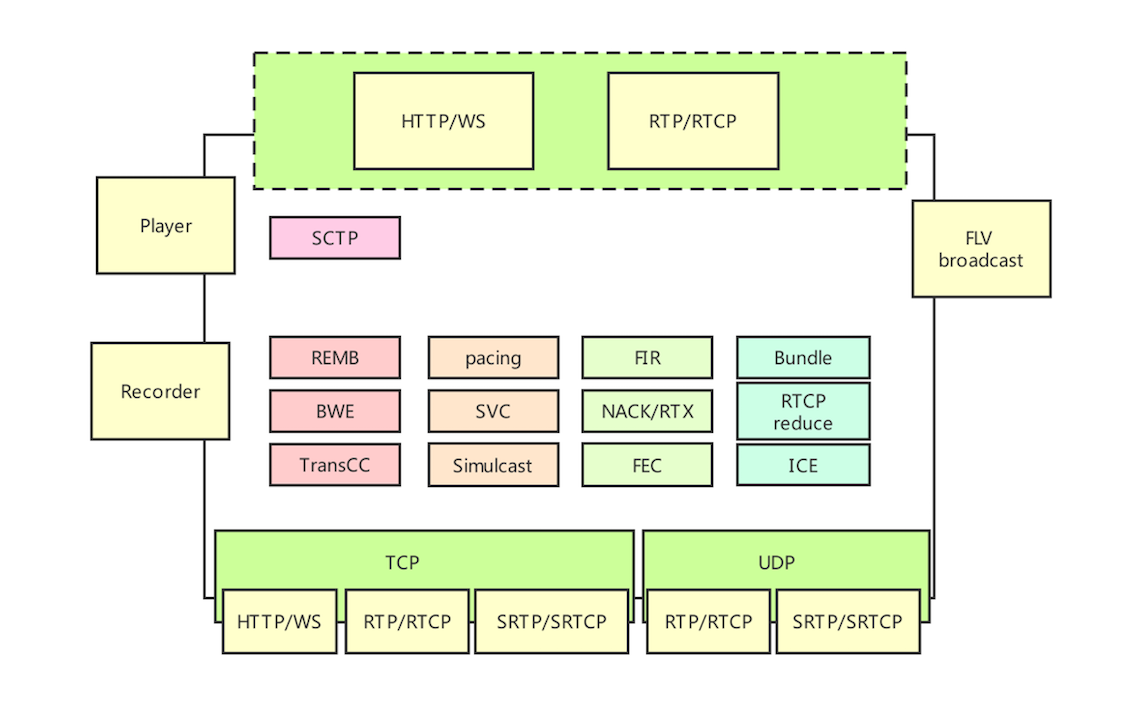 HTTP/WS
RTP/RTCP
Player
SCTP
FLV
broadcast
REMB
pacing
FIR
Bundle
Recorder
BWE
SVC
NACK/RTX
RTCP
reduce
TransCC
Simulcast
FEC
ICE
TCP
UDP
HTTP/WS
RTP/RTCP
SRTP/SRTCP
RTP/RTCP
SRTP/SRTCP